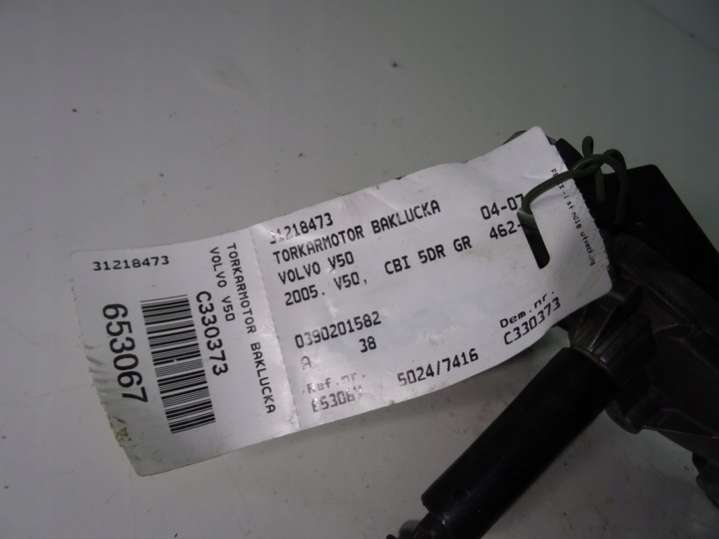 31218473
653067
C330373
VOLVO V50
TORKARMOTOR BAKLUCKA
31218473
TORKARMOTOR BAKLUCKA 04-07
VOLVO V50 462-
2005. V50, CBI 5DR GR
0390201582
A 38
Ref.nr. 5024/7416 Dem.nr.
C330373